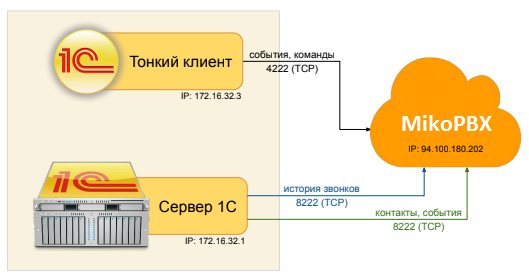 1С
Тонкий клиент
IP: 172.16.32.3
события, команды
4222 (TCP)
MikoPBX
IP: 94.100.180.202
1С
Сервер 1С
IP: 172.16.32.1
история звонков
8222 (TCP)
контакты, события
8222 (TCP)